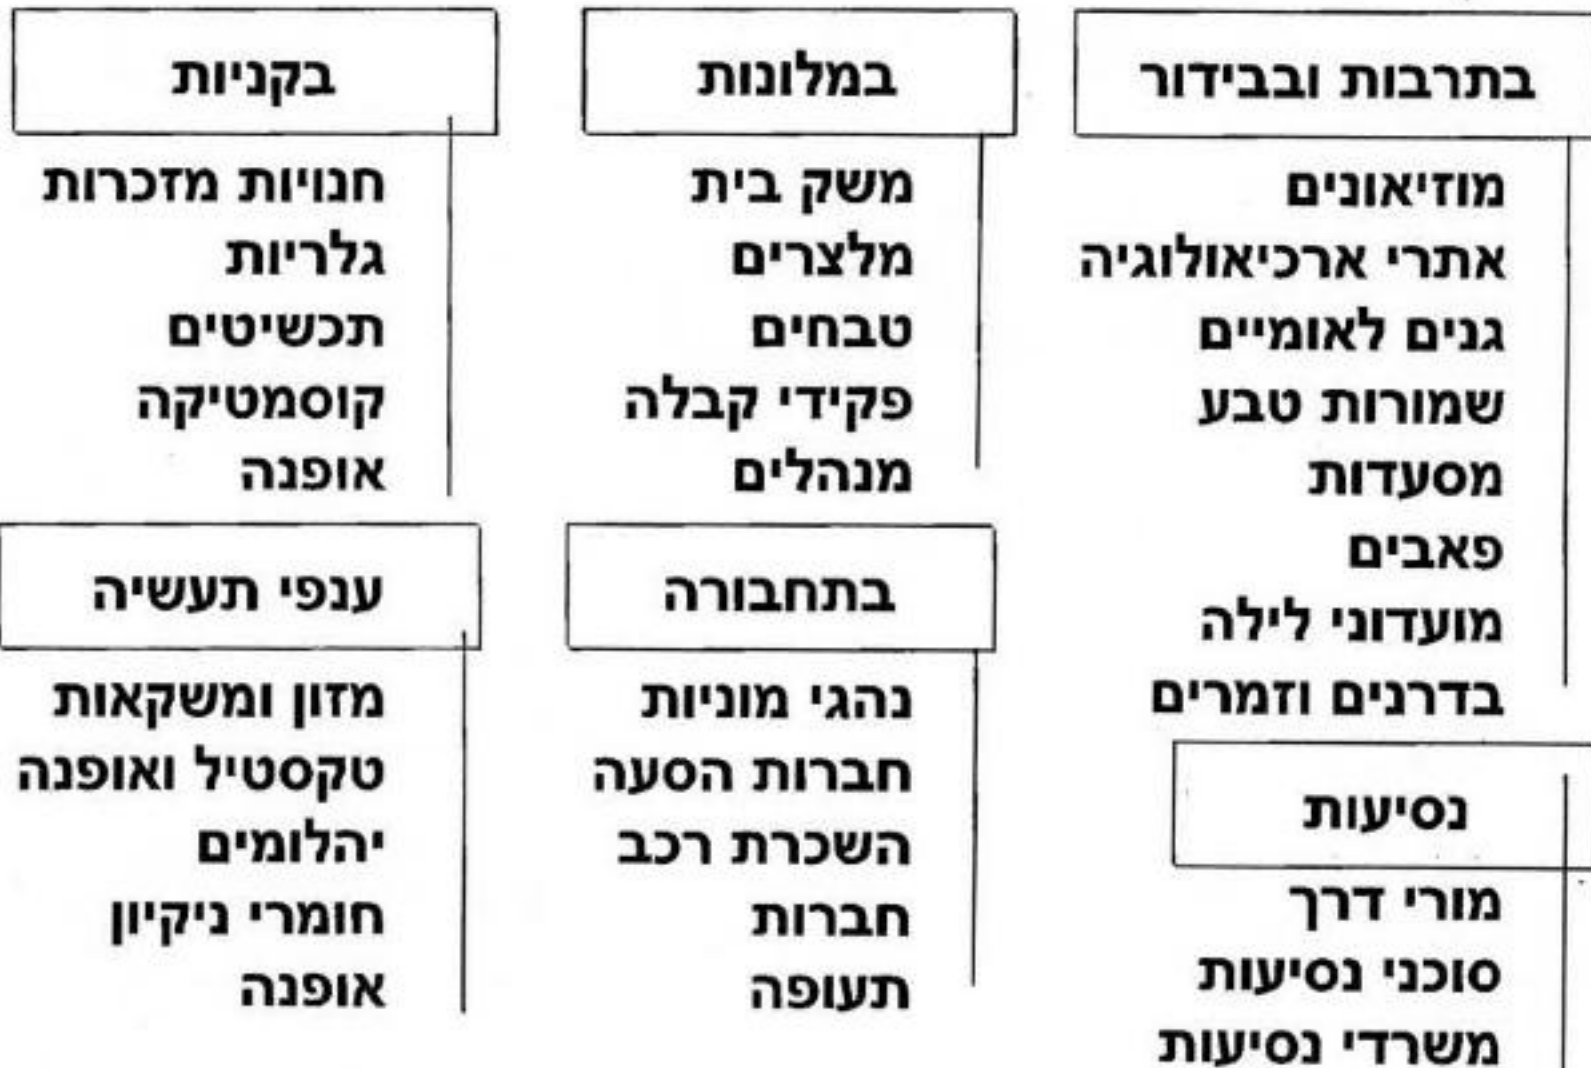 בתרבות ובבידור
מוזיאונים
אתרי ארכיאולוגיה
גנים לאומיים
שמורות טבע
מסעדות
פאבים
מועדוני לילה
בדרנים וזמרים
נסיעות
מורי דרך
סוכני נסיעות
משרדי נסיעות
במלונות
משק בית
מלצרים
טבחים
פקידי קבלה
מנהלים
בתחבורה
נהגי מוניות
חברות הסעה
השכרת רכב
חברות
תעופה
בקניות
חנויות מזכרות
גלריות
תכשיטים
קוסמטיקה
אופנה
ענפי תעשיה
מזון ומשקאות
טקסטיל ואופנה
יהלומים
חומרי ניקיון
אופנה